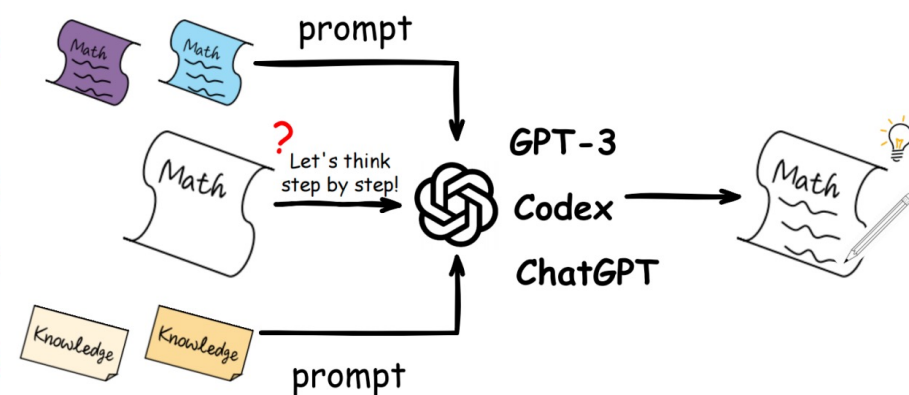 prompt
Math
Math
?
Let's think
step by step!
Math
GPT-3
Codex
ChatGPT
Math
Knowledge
Knowledge
prompt